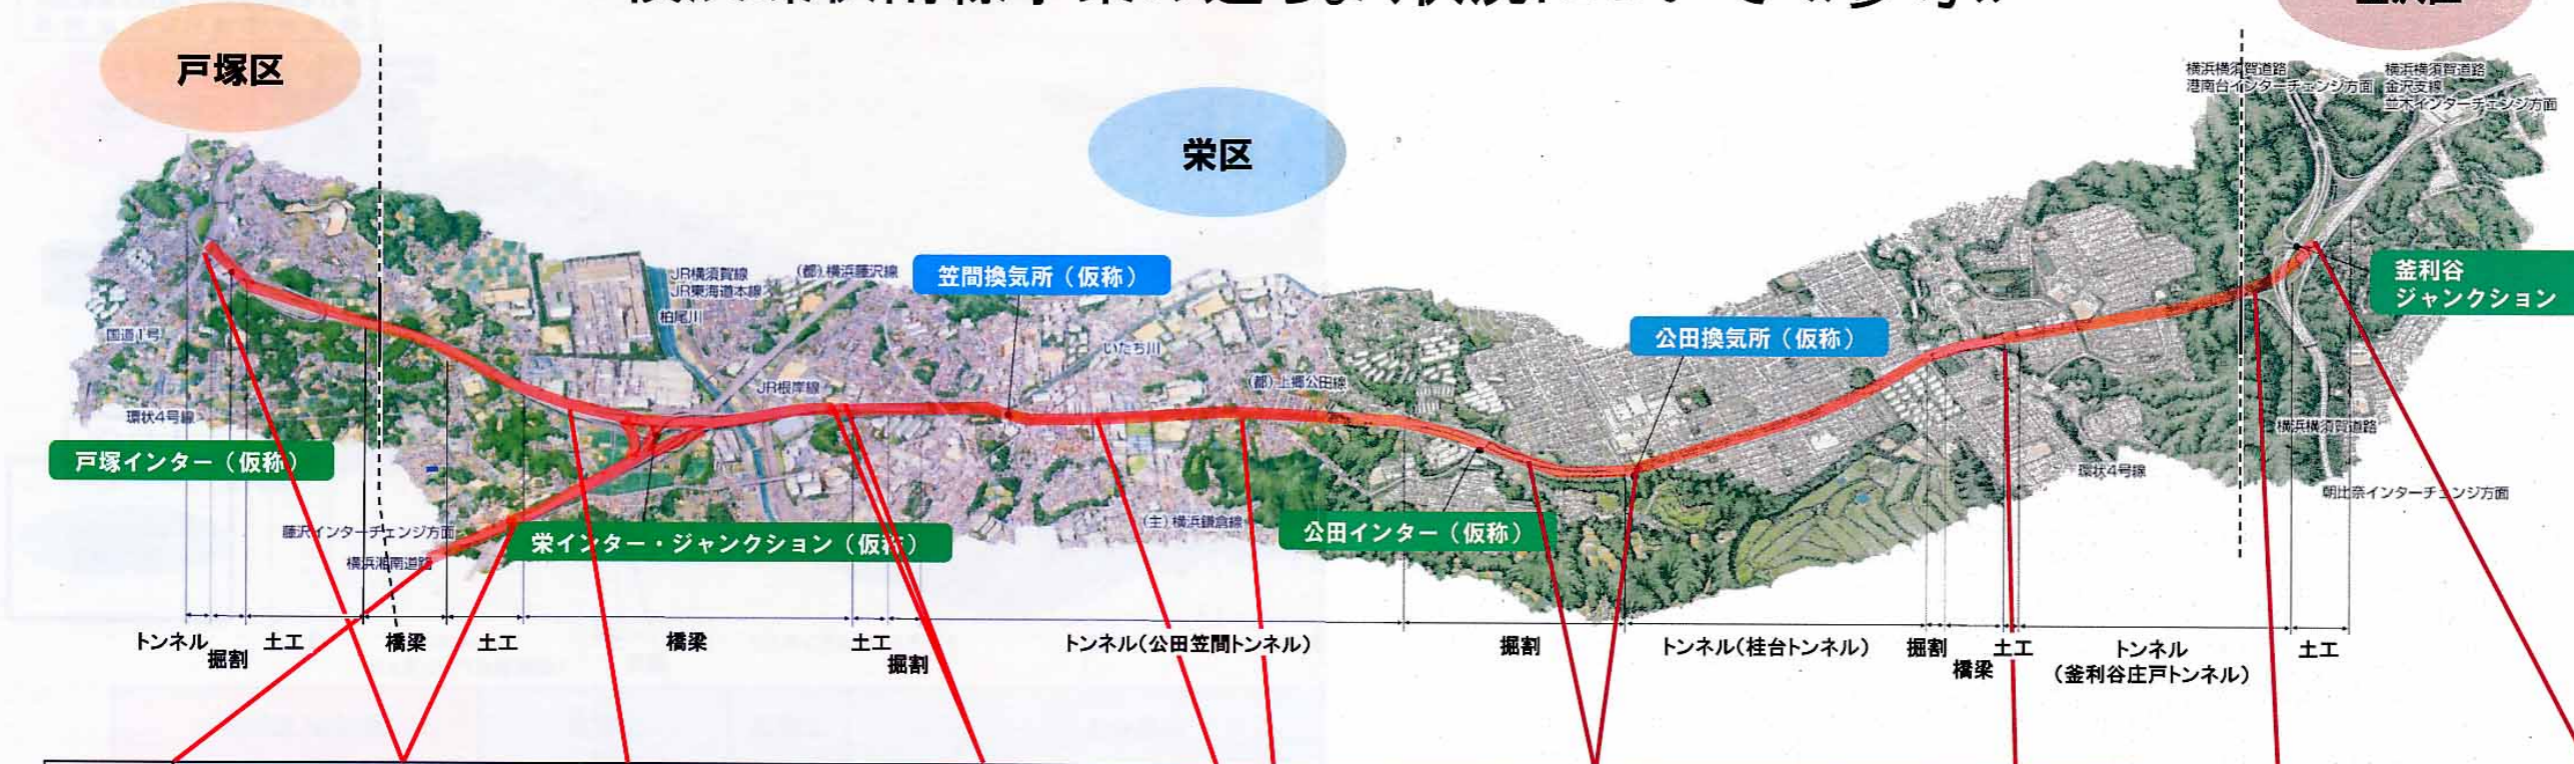 戸塚区
栄区
横浜横須賀道路
港南台インターチェンジ方面
横浜横須賀道路
金沢支線
並木インターチェンジ方面
JR横須賀線
JR東海道本線
(都)横浜藤沢線
笠間換気所（仮称）
釜利谷
ジャンクション
柏尾川
国道1号
いたち川
公田換気所（仮称）
JR根岸線
(都)上郷公田線
環状4号線
横浜横須賀道路
戸塚インター（仮称）
環状4号線
朝比奈インターチェンジ方面
藤沢インターチェンジ方面
栄インター・ジャンクション（仮称）
(主)横浜鎌倉線
公田インター（仮称）
横浜湘南道路
トンネル
掘割
土工
橋梁
土工
橋梁
土工
掘割
トンネル(公田笠間トンネル)
掘割
トンネル(桂台トンネル)
掘割
橋梁
土工
トンネル
(釜利谷庄戸トンネル)
土工